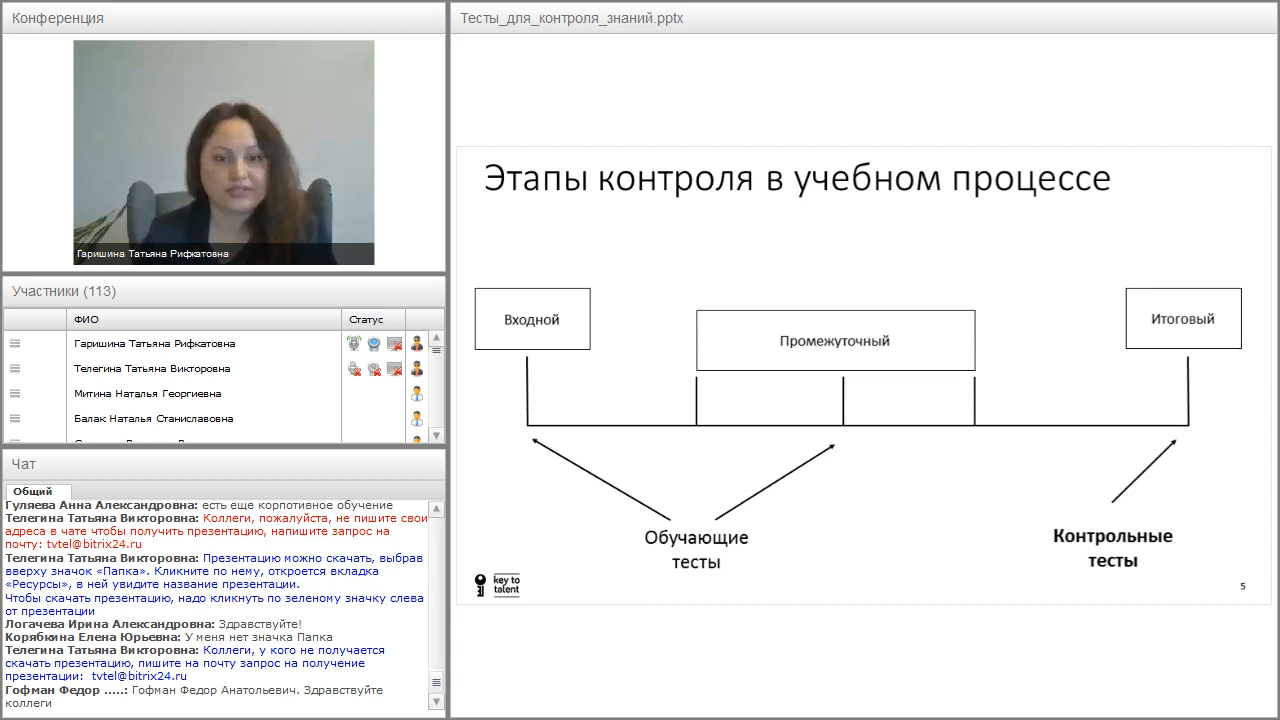 Конференция
Гаришина Татьяна Рифкатовна
Участники (113)
ФИО
Статус
Гаришина Татьяна Рифкатовна
Телегина Татьяна Викторовна
Митина Наталья Георгиевна
Балак Наталья Станиславовна
Чат
Общий
Гуляева Анна Александровна: есть еще корпотивное обучение
Телегина Татьяна Викторовна: Коллеги, пожалуйста, не пишите свои
адреса в чате чтобы получить презентацию, напишите запрос на
почту: tvtel@bitrix24.ru
Телегина Татьяна Викторовна: Презентацию можно скачать, выбрав
вверху значок «Папка». Кликните по нему, откроется вкладка
«Ресурсы», в ней увидите название презентации.
Чтобы скачать презентацию, надо кликнуть по зеленому значку слева
от презентации
Логачева Ирина Александровна: Здравствуйте!
Корябкина Елена Юрьевна: У меня нет значка Папка
Телегина Татьяна Викторовна: Коллеги, у кого не получается
скачать презентацию, пишите на почту запрос на получение
презентации: tvtel@bitrix24.ru
Гофман Федор .....: Гофман Федор Анатольевич. Здравствуйте
коллеги
Тесты_для_контроля_знаний.pptx
Этапы контроля в учебном процессе
Входной
Промежуточный
Итоговый
Обучающие
тесты
Контрольные
тесты
key to
talent
5